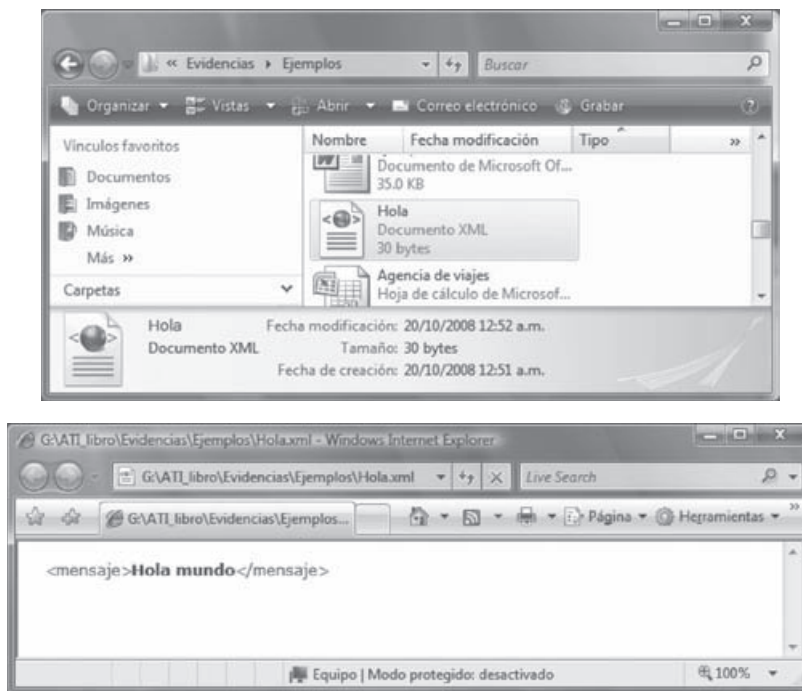 « Evidencias ▸ Ejemplos
Buscar
Organizar Vistas Abrir Correo electrónico Grabar
Vínculos favoritos
Documentos
Imágenes
Música
Más »
Carpetas
Nombre Fecha modificación Tipo »
Documento de Microsoft Of...
35.0 KB
Hola
Documento XML
30 bytes
Agencia de viajes
Hoja de cálculo de Microsof...
Hola Fecha modificación: 20/10/2008 12:52 a.m.
Documento XML Tamaño: 30 bytes
Fecha de creación: 20/10/2008 12:51 a.m.
G:\ATI_libro\Evidencias\Ejemplos\Hola.xml - Windows Internet Explorer
G:\ATI_libro\Evidencias\Ejemplos\Hola.xml Live Search
G:\ATI_libro\Evidencias\Ejemplos... Página Herramientas »
<mensaje>Hola mundo</mensaje>
Equipo | Modo protegido: desactivado 100%